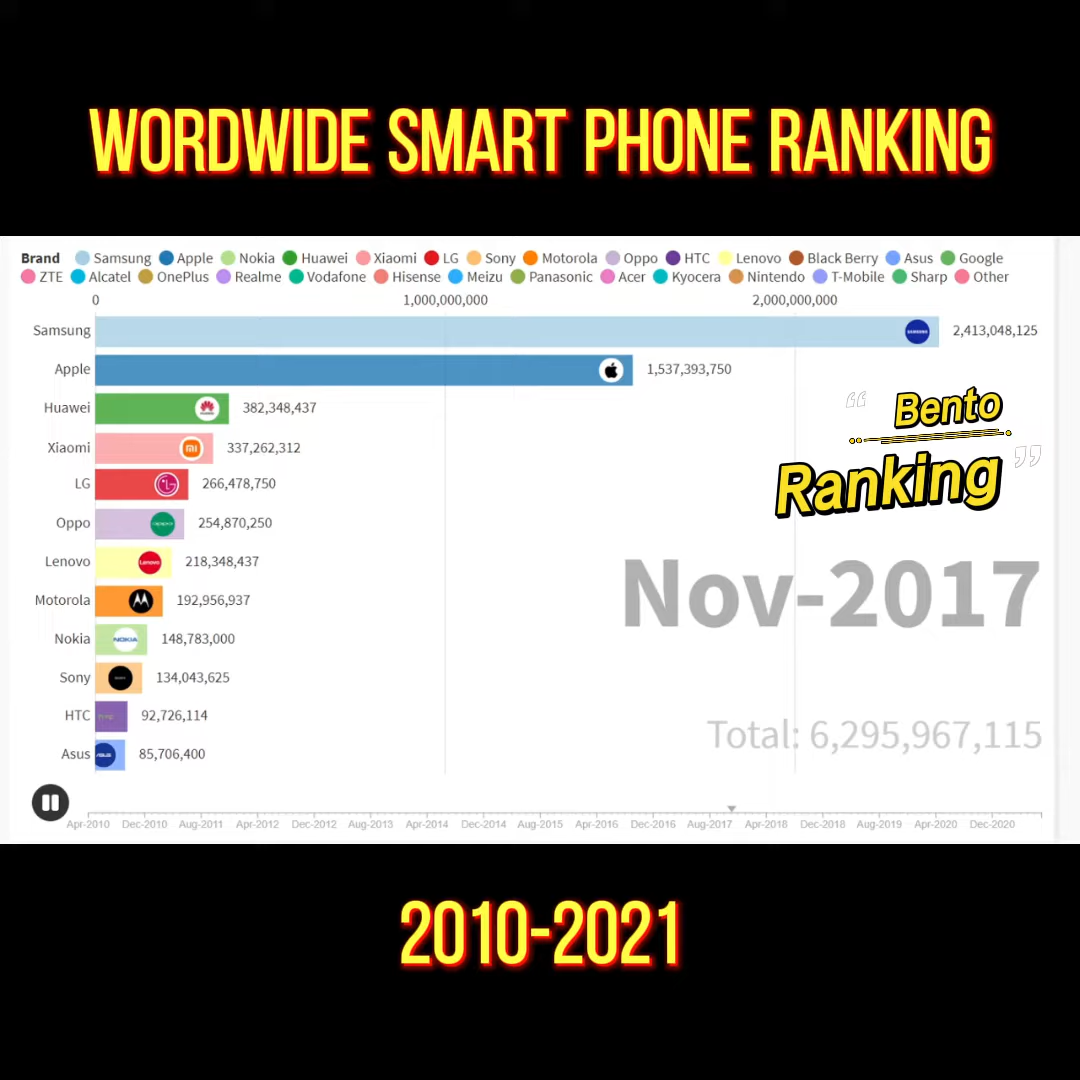 WORDWIDE SMART PHONE RANKING
Brand Samsung Apple Nokia Huawei Xiaomi LG Sony Motorola Oppo HTC Lenovo Black Berry Asus Google
ZTE Alcatel OnePlus Realme Vodafone Hisense Meizu Panasonic Acer Kyocera Nintendo T-Mobile Sharp Other
0 1,000,000,000 2,000,000,000
Samsung SAMSUNG 2,413,048,125
Apple 1,537,393,750
Huawei 382,348,437
Xiaomi mi 337,262,312
LG LG 266,478,750
Oppo oppo 254,870,250
Lenovo Lenovo 218,348,437
Motorola 192,956,937
Nokia NOKIA 148,783,000
Sony 134,043,625
HTC 92,726,114
Asus 85,706,400
“ Bento
Ranking ”
Nov-2017
Total: 6,295,967,115
Apr-2010 Dec-2010 Aug-2011 Apr-2012 Dec-2012 Aug-2013 Apr-2014 Dec-2014 Aug-2015 Apr-2016 Dec-2016 Aug-2017 Apr-2018 Dec-2018 Aug-2019 Apr-2020 Dec-2020
2010-2021